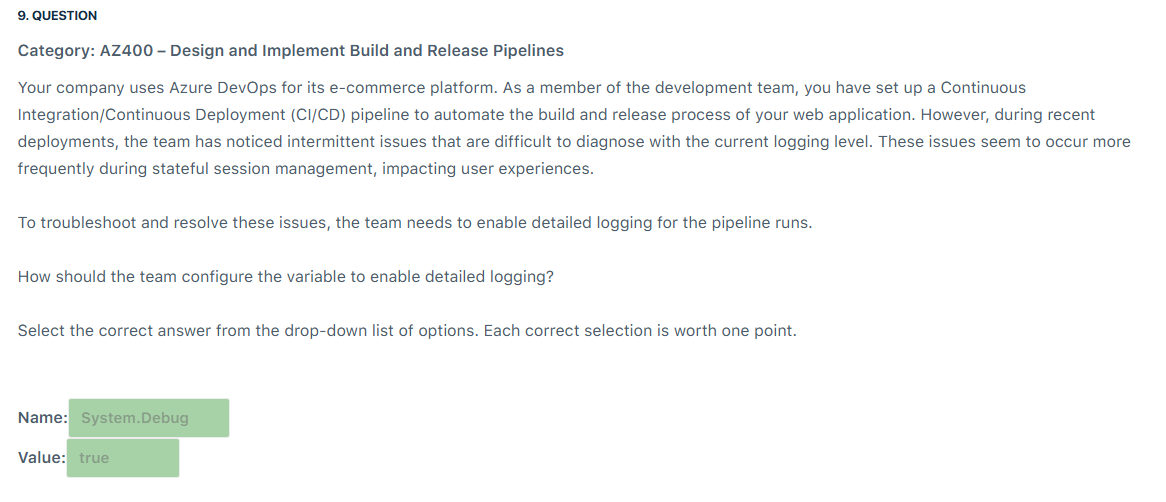 9. QUESTION
Category: AZ400 – Design and Implement Build and Release Pipelines
Your company uses Azure DevOps for its e-commerce platform. As a member of the development team, you have set up a Continuous
Integration/Continuous Deployment (CI/CD) pipeline to automate the build and release process of your web application. However, during recent
deployments, the team has noticed intermittent issues that are difficult to diagnose with the current logging level. These issues seem to occur more
frequently during stateful session management, impacting user experiences.
To troubleshoot and resolve these issues, the team needs to enable detailed logging for the pipeline runs.
How should the team configure the variable to enable detailed logging?
Select the correct answer from the drop-down list of options. Each correct selection is worth one point.
Name: System.Debug
Value: true